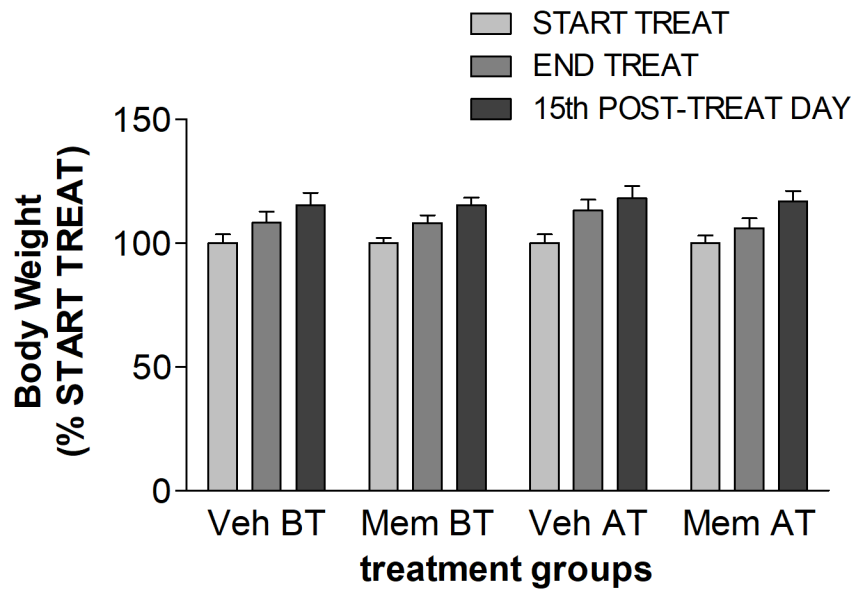 START TREAT
END TREAT
15th POST-TREAT DAY
150
100
50
0
Body Weight
(% START TREAT)
Veh BT
Mem BT
Veh AT
Mem AT
treatment groups